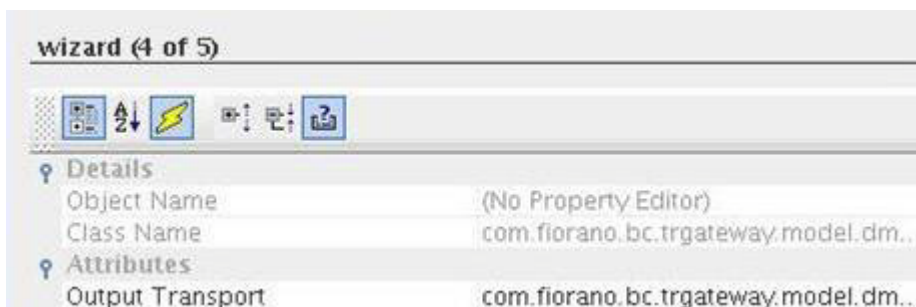 wizard (4 of 5)
Details
Object Name (No Property Editor)
Class Name com.fiorano.bc.trgateway.model.dm..
Attributes
Output Transport com.fiorano.bc.trgateway.model.dm..